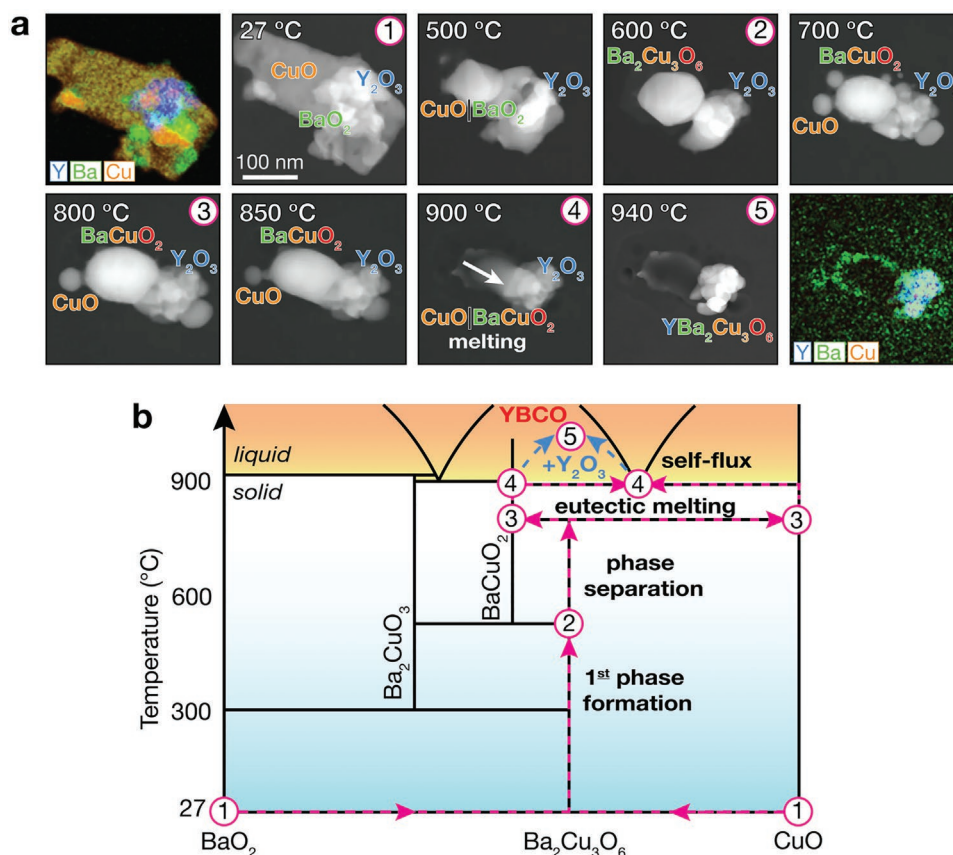 a
Y Ba Cu
27 °C 1
CuO
Y₂O₃
BaO₂
100 nm
500 °C
Y₂O₃
CuO|BaO₂
600 °C 2
Ba₂Cu₃O₆
Y₂O₃
700 °C
BaCuO₂
Y₂O₃
CuO
800 °C 3
BaCuO₂
Y₂O₃
CuO
850 °C
BaCuO₂
Y₂O₃
CuO
900 °C 4
Y₂O₃
CuO|BaCuO₂
melting
940 °C 5
YBa₂Cu₃O₆
Y Ba Cu
b
YBCO
5
liquid
+Y₂O₃
self-flux
900
solid
4
4
eutectic melting
3
3
Temperature (°C)
BaCuO₂
phase
separation
600
Ba₂CuO₃
2
1st phase
formation
300
27
1
1
BaO₂
Ba₂Cu₃O₆
CuO